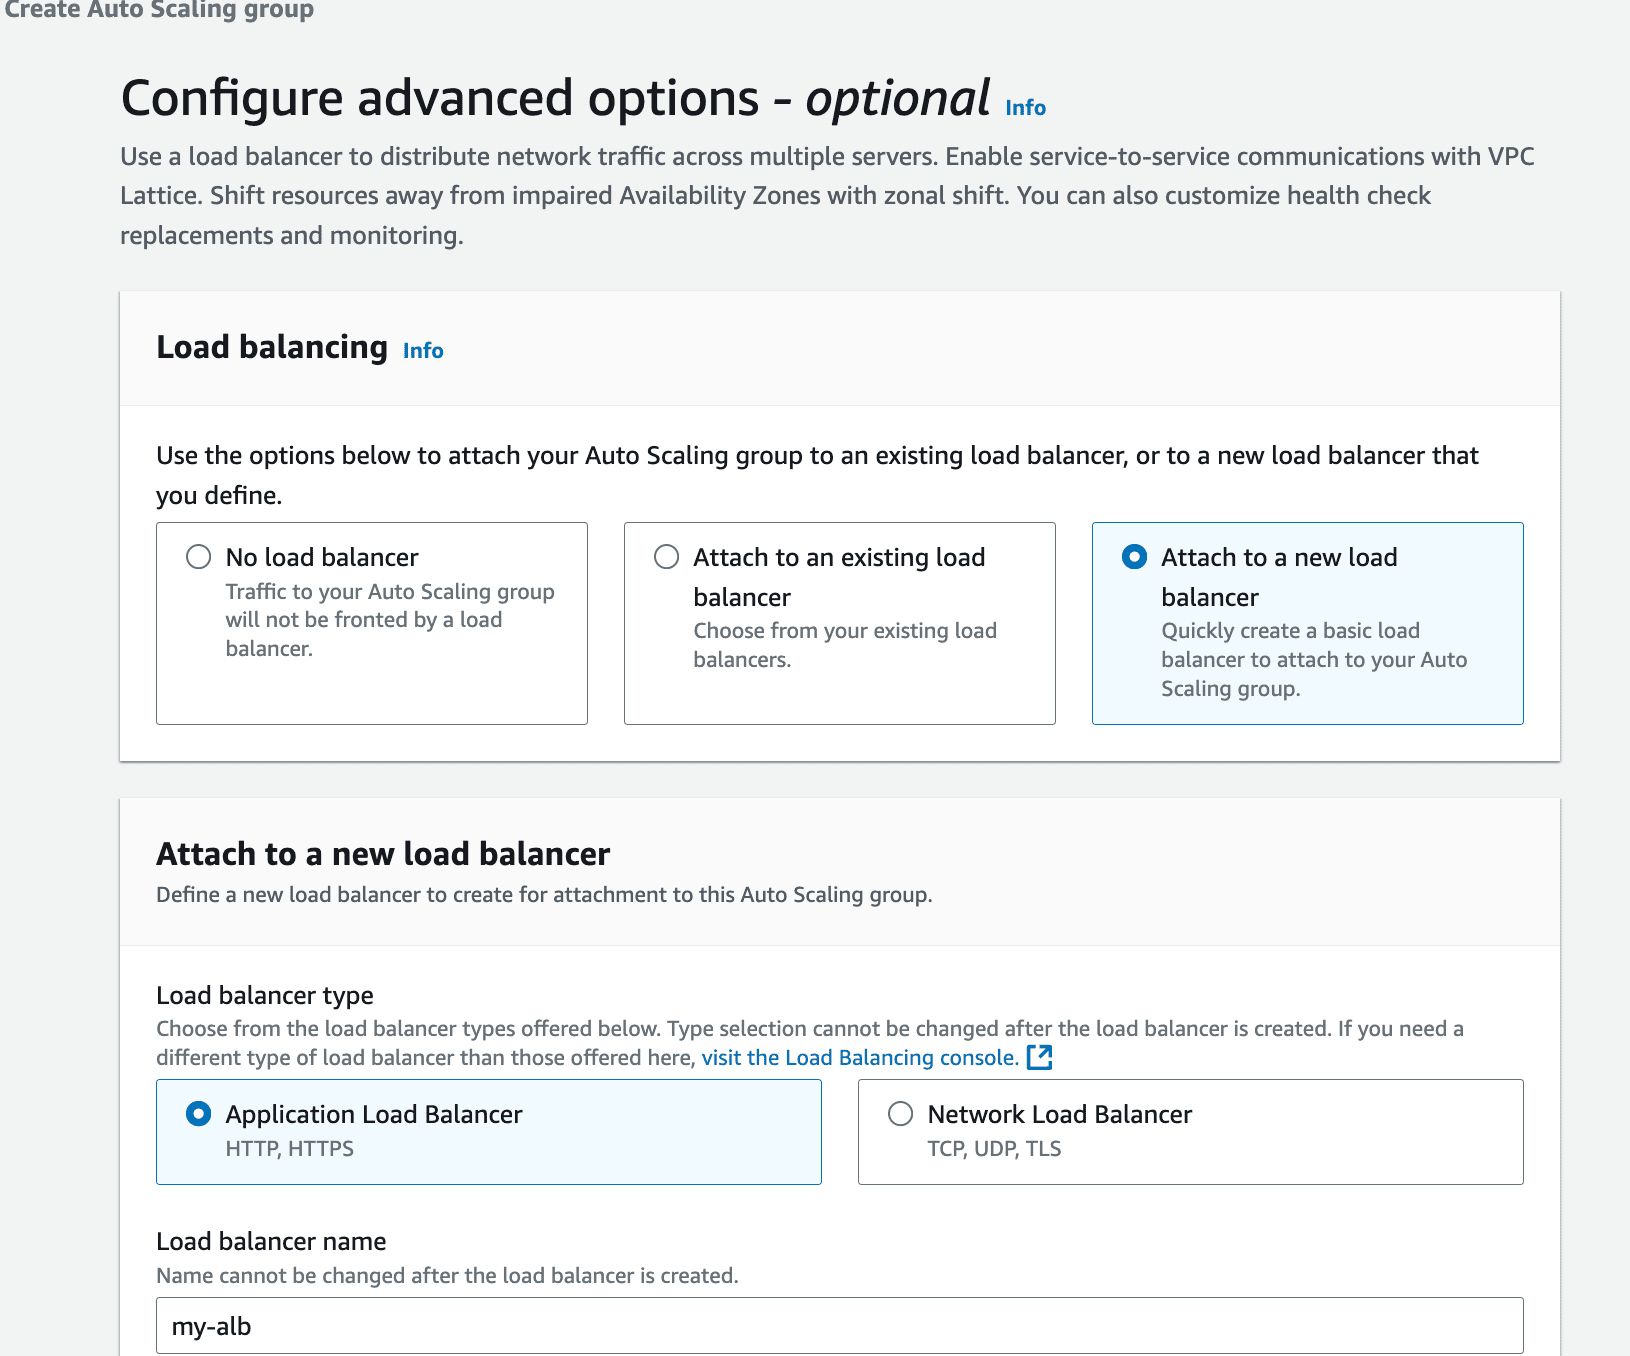 Create Auto Scaling group
Configure advanced options - optional Info
Use a load balancer to distribute network traffic across multiple servers. Enable service-to-service communications with VPC
Lattice. Shift resources away from impaired Availability Zones with zonal shift. You can also customize health check
replacements and monitoring.
Load balancing Info
Use the options below to attach your Auto Scaling group to an existing load balancer, or to a new load balancer that
you define.
No load balancer
Traffic to your Auto Scaling group
will not be fronted by a load
balancer.
Attach to an existing load
balancer
Choose from your existing load
balancers.
Attach to a new load
balancer
Quickly create a basic load
balancer to attach to your Auto
Scaling group.
Attach to a new load balancer
Define a new load balancer to create for attachment to this Auto Scaling group.
Load balancer type
Choose from the load balancer types offered below. Type selection cannot be changed after the load balancer is created. If you need a
different type of load balancer than those offered here, visit the Load Balancing console.
Application Load Balancer
HTTP, HTTPS
Network Load Balancer
TCP, UDP, TLS
Load balancer name
Name cannot be changed after the load balancer is created.
my-alb